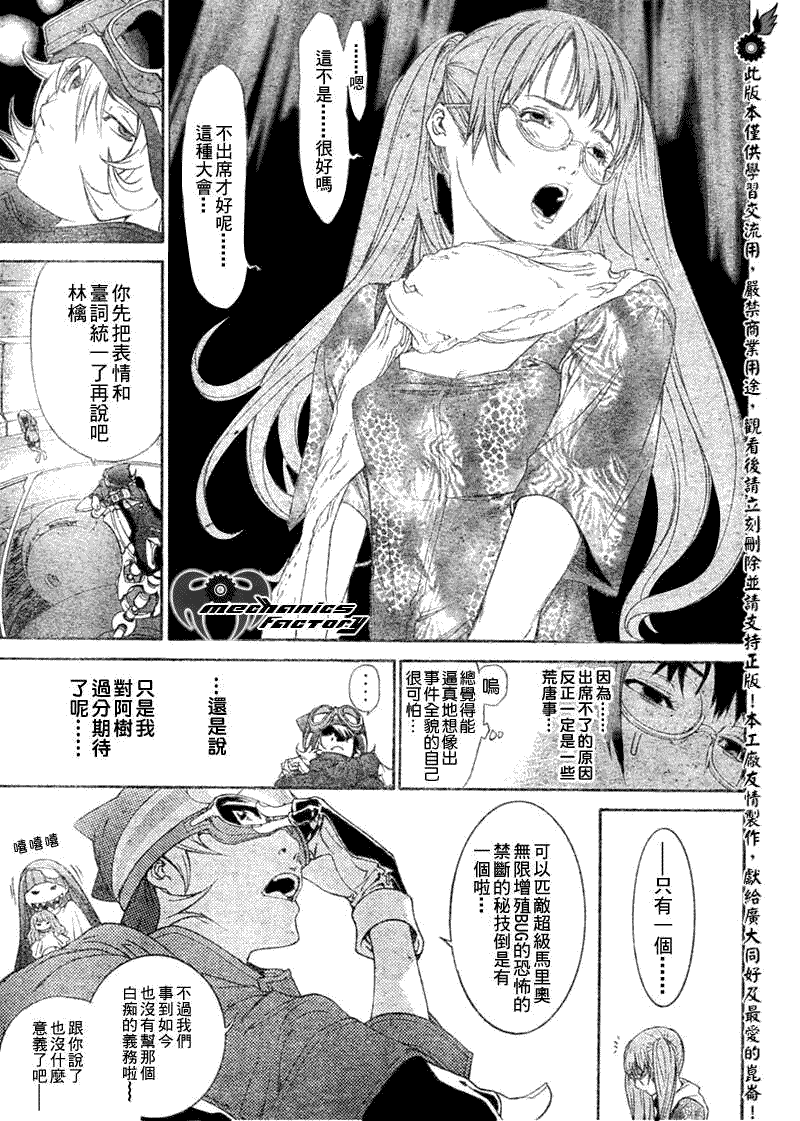 此版本僅供學習交流用，嚴禁商業用途，觀看後請立刻刪除並請支持正版！本工廠友情製作，獻給廣大同好及最愛的崑崙！
……嗯
這不是……很好嗎
不出席才好呢……
這種大會…
你先把表情和
臺詞統一了再說吧
林檎
mechanics
Factory
因為……
出席不了的原因
反正一定是一些
荒唐事…
嗚
總覺得能
逼真地想像出
事件全貌的自己
很可怕…
…
…還是說
只是我
對阿樹
過分期待
了呢……
——只有一個……
可以匹敵超級馬里奧
無限增殖BUG的恐怖的
禁斷的秘技倒是有
一個啦…
嘻嘻嘻
不過我們
事到如今
也沒有幫那個
白痴的義務啦~
跟你說了
也沒什麼
意義了吧——